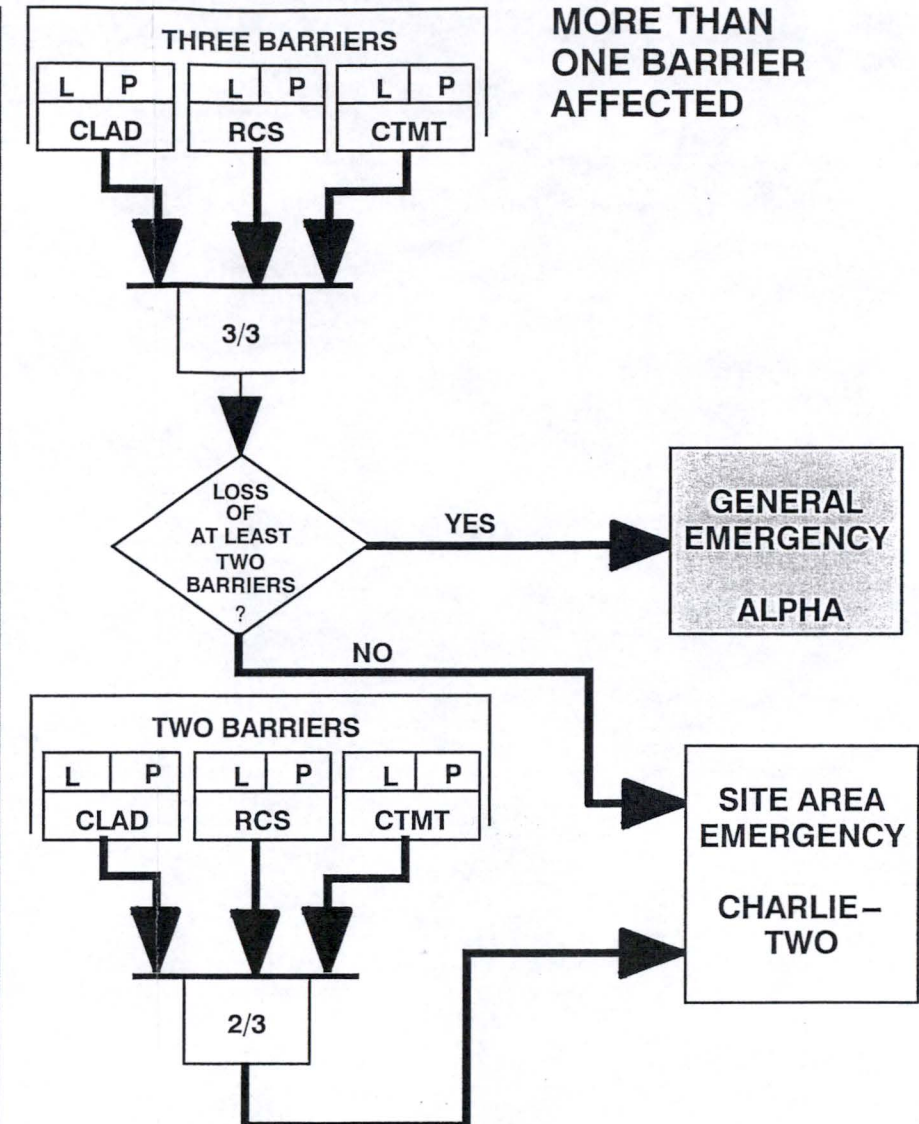 MORE THAN
ONE BARRIER
AFFECTED
THREE BARRIERS
L P L P L P
CLAD RCS CTMT
3/3
LOSS
OF
AT LEAST
TWO
BARRIERS
?
YES
GENERAL
EMERGENCY
ALPHA
NO
TWO BARRIERS
L P L P L P
CLAD RCS CTMT
2/3
SITE AREA
EMERGENCY
CHARLIE–
TWO